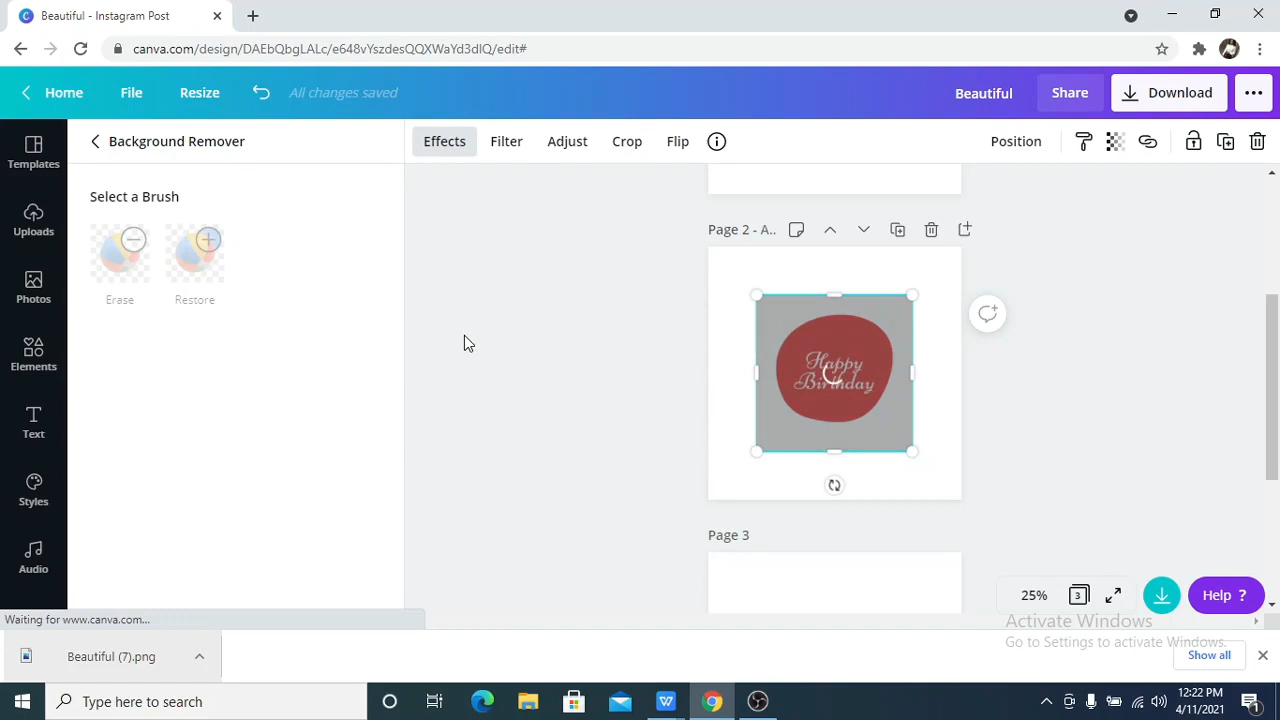 Beautiful - Instagram Post
canva.com/design/DAEbQbgLALc/e648vYszdesQQXWaYd3dIQ/edit#
Home File Resize All changes saved Beautiful Share Download
Background Remover Effects Filter Adjust Crop Flip Position
Templates
Uploads
Photos
Elements
Text
Styles
Audio
Select a Brush
Erase Restore
Page 2 - A..
Happy
Birthday
Page 3
25% 3 Help ?
Activate Windows
Go to Settings to activate Windows.
Waiting for www.canva.com...
Beautiful (7).png Show all
Type here to search
12:22 PM
4/11/2021
1